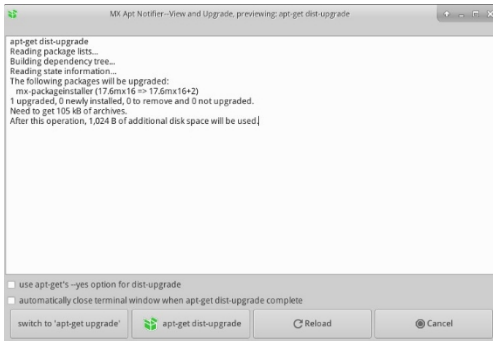 MX Apt Notifier--View and Upgrade, previewing: apt-get dist-upgrade
apt-get dist-upgrade
Reading package lists...
Building dependency tree...
Reading state information...
The following packages will be upgraded:
mx-packageinstaller (17.6mx16 => 17.6mx16+2)
1 upgraded, 0 newly installed, 0 to remove and 0 not upgraded.
Need to get 105 kB of archives.
After this operation, 1,024 B of additional disk space will be used.
use apt-get's --yes option for dist-upgrade
automatically close terminal window when apt-get dist-upgrade complete
switch to 'apt-get upgrade'
apt-get dist-upgrade
Reload
Cancel